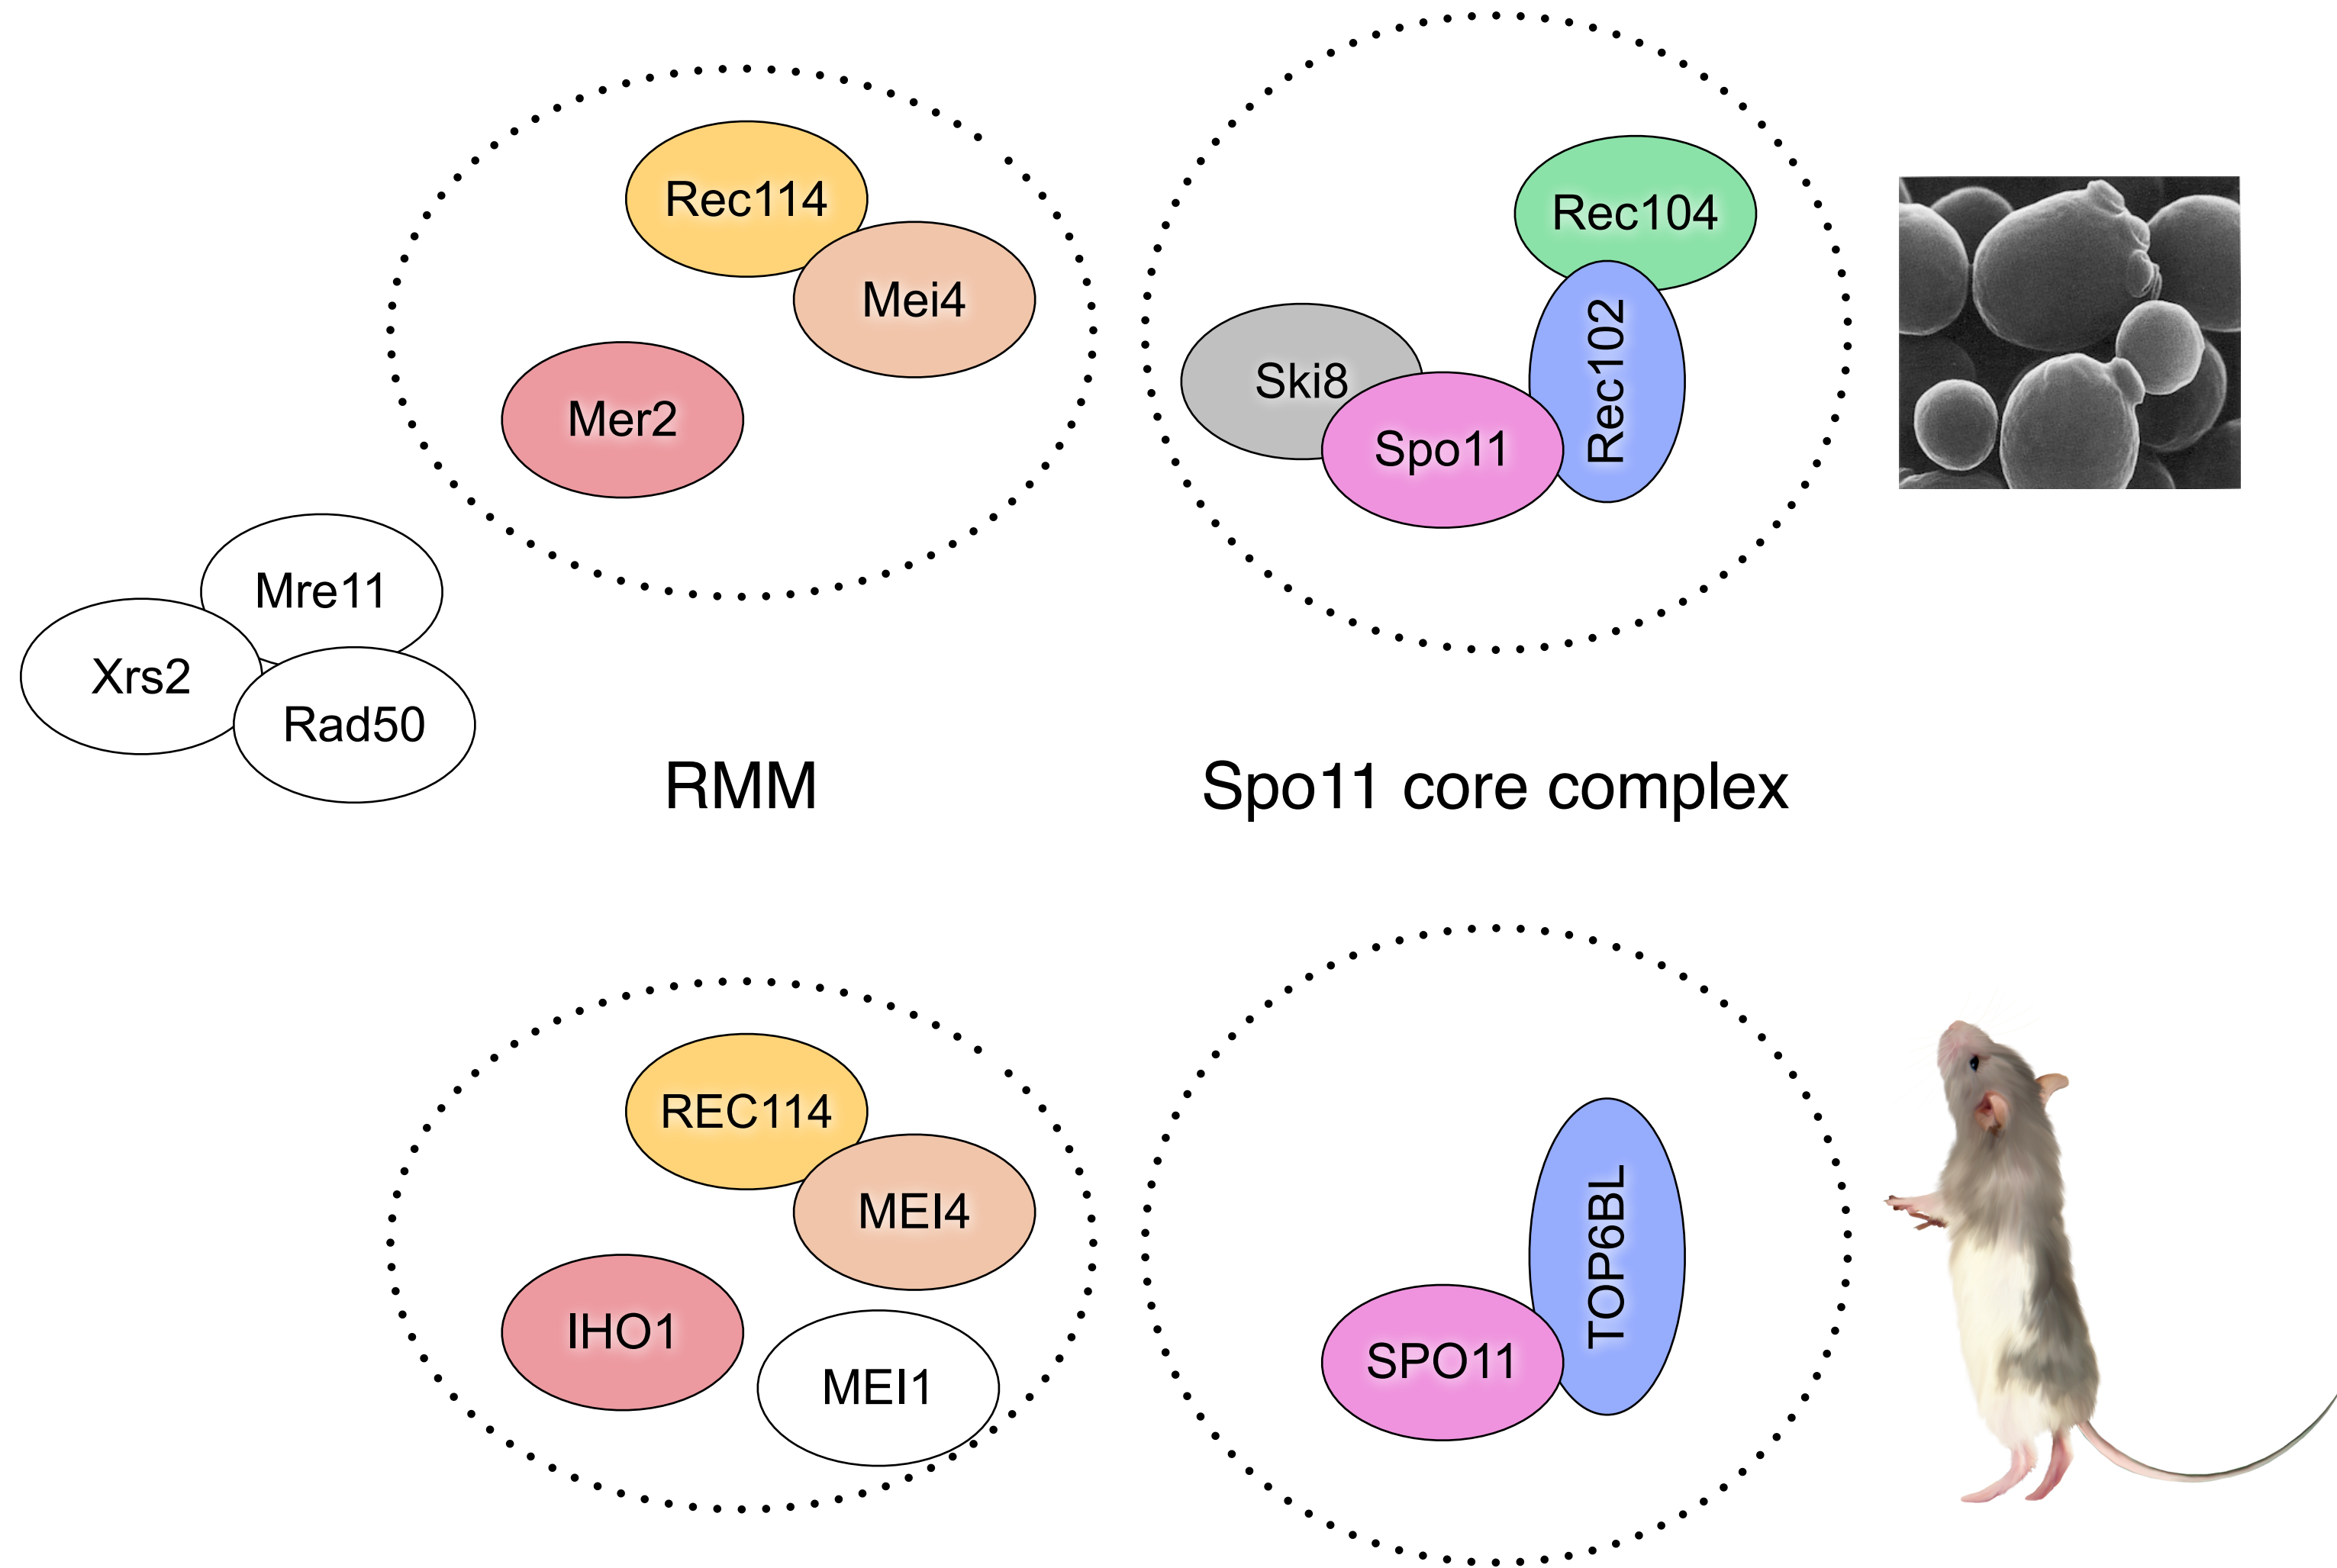 Rec114
Mei4
Mer2
Rec104
Rec102
Ski8
Spo11
Mre11
Xrs2
Rad50
RMM
Spo11 core complex
REC114
MEI4
IHO1
MEI1
TOP6BL
SPO11